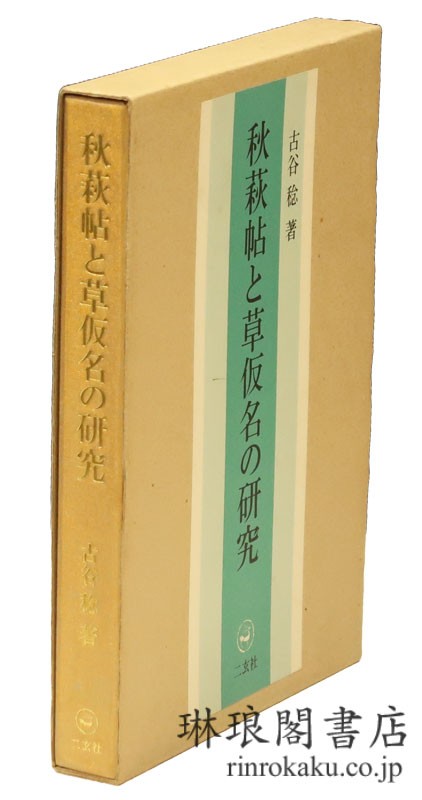 古谷 稔 著
秋萩帖と草仮名の研究
二玄社
秋萩帖と草仮名の研究
古谷 稔 著
二玄社
琳琅閣書店
rinrokaku.co.jp